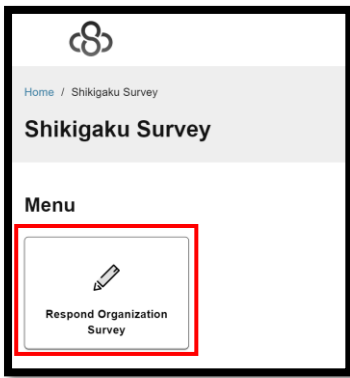 Home / Shikigaku Survey
Shikigaku Survey
Menu
Respond Organization
Survey